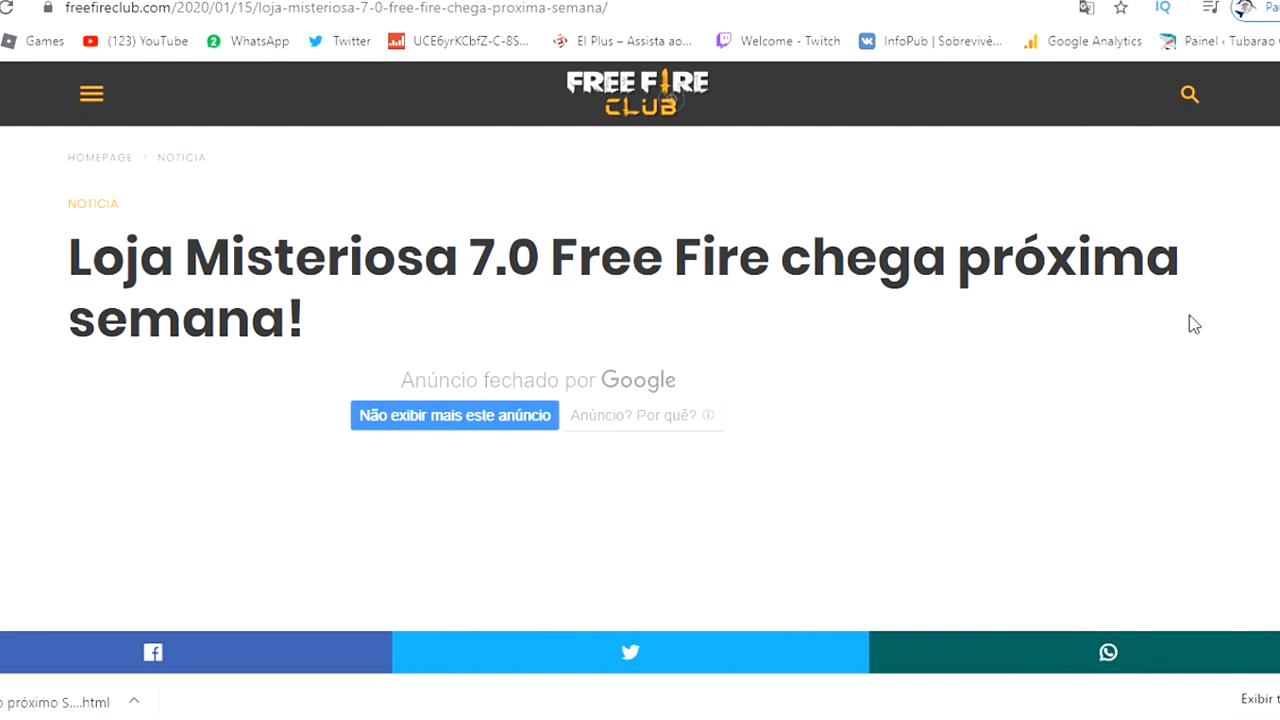 freefireclub.com/2020/01/15/loja-misteriosa-7-0-free-fire-chega-proxima-semana/
IQ
Games (123) YouTube 2 WhatsApp Twitter UCE6yrKCbfZ-C-8S... EI Plus – Assista ao... Welcome - Twitch InfoPub | Sobrevivê... Google Analytics Painel ‹ Tubarao
FREE FIRE
CLUB
HOMEPAGE > NOTICIA
NOTÍCIA
Loja Misteriosa 7.0 Free Fire chega próxima
semana!
Anúncio fechado por Google
Não exibir mais este anúncio Anúncio? Por quê?
o próximo S....html
Exibir t